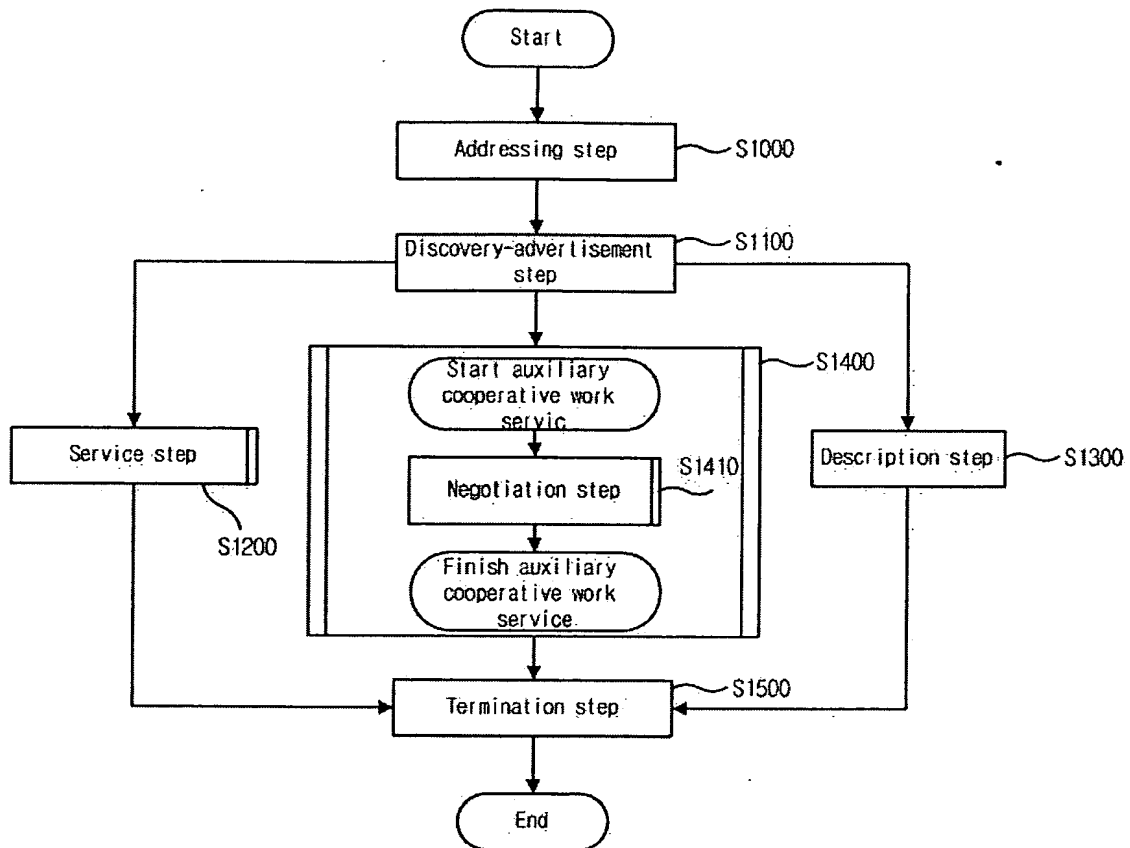 Start
Addressing step
S1000
Discovery-advertisement
step
S1100
Start auxiliary
cooperative work
servic
S1400
Service step
S1200
Negotiation step
S1410
Description step
S1300
Finish auxiliary
cooperative work
service
Termination step
S1500
End